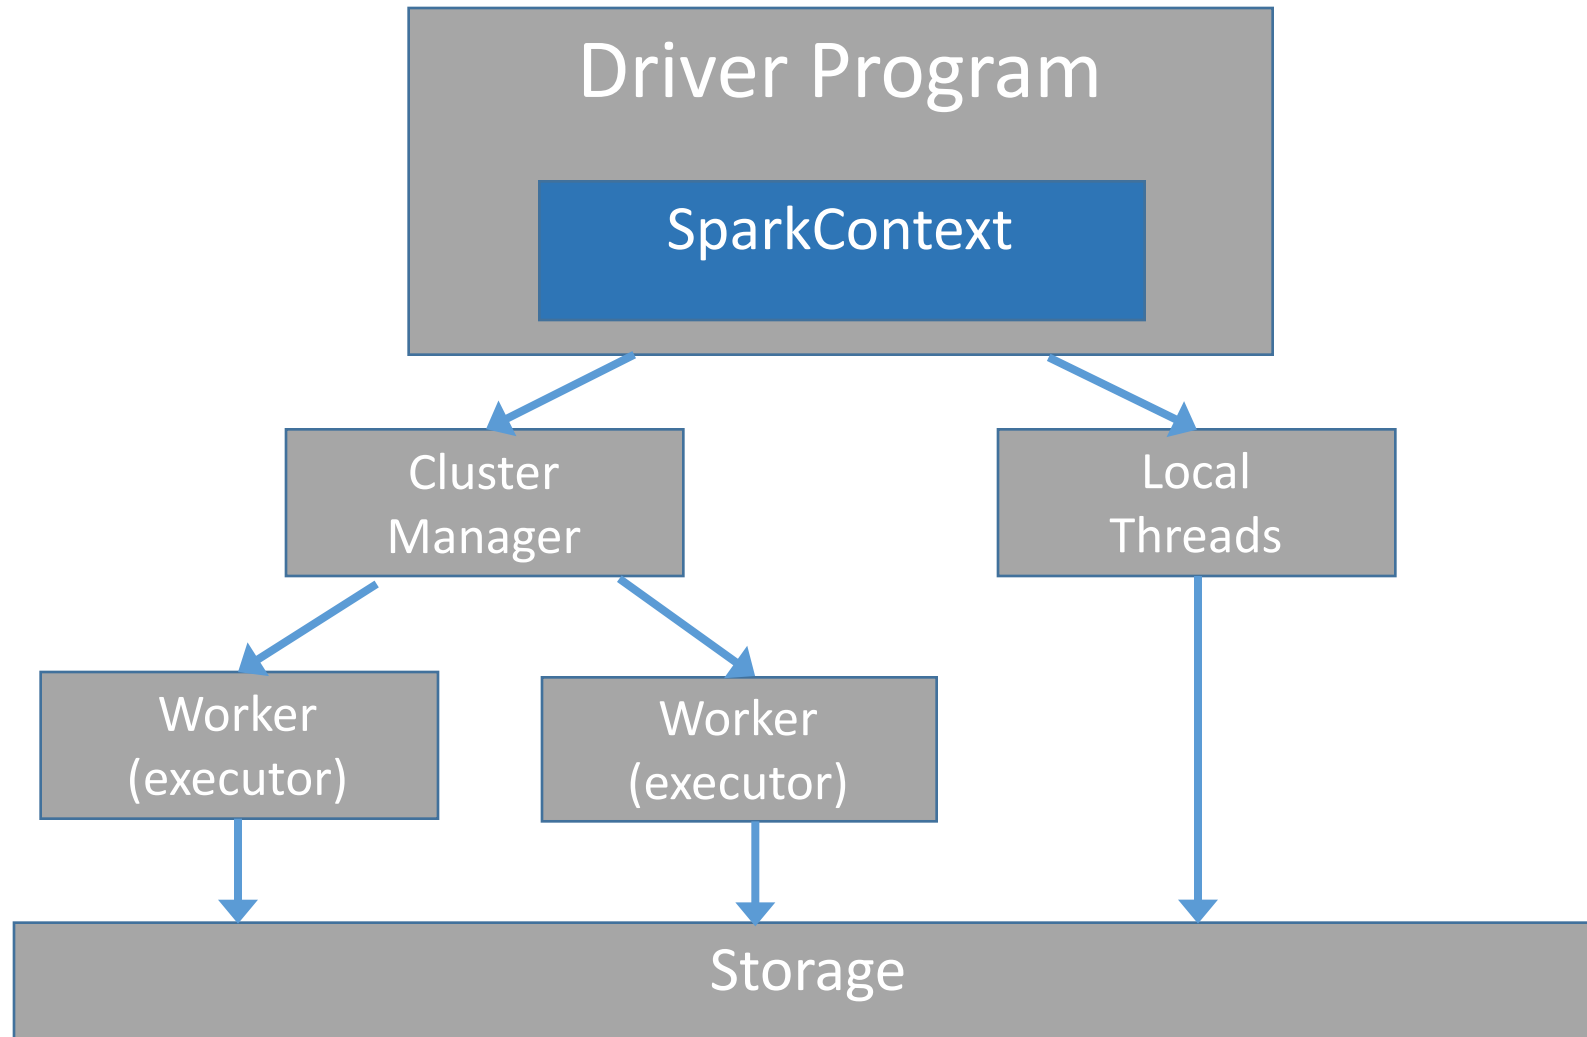 Driver Program
SparkContext
Cluster
Manager
Local
Threads
Worker
(executor)
Worker
(executor)
Storage